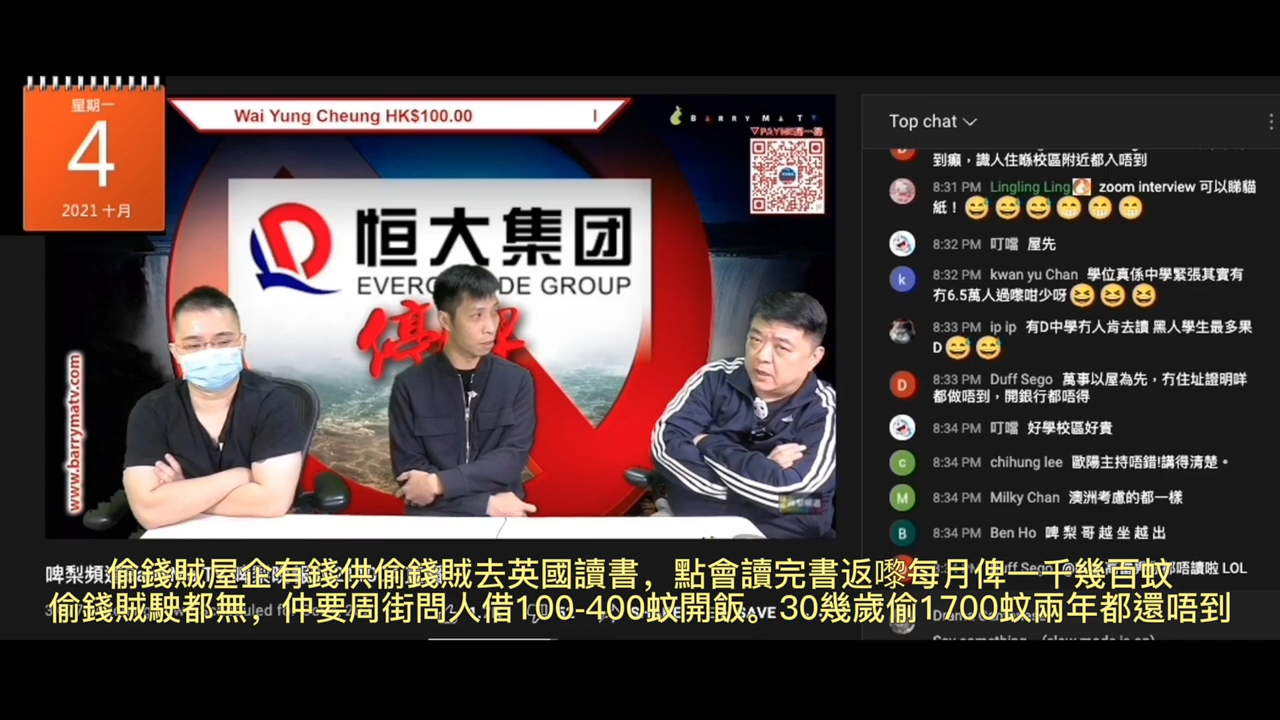 星期一
4
2021 十月
Wai Yung Cheung HK$100.00
BARRYMATV
恒大集团
EVERG DE GROUP
停
www.barrymatv.com
Top chat
到癲，識人住喺校區附近都入唔到
8:31 PM Lingling Ling zoom interview 可以睇貓
紙！
8:32 PM 叮噹 屋先
8:32 PM kwan yu Chan 學位真係中學緊張其實有
冇6.5萬人過嚟咁少呀
8:33 PM ip ip 有D中學冇人肯去讀 黑人學生最多果
D
8:33 PM Duff Sego 萬事以屋為先，冇住址證明咩
都做唔到，開銀行都唔得
8:34 PM 叮噹 好學校區好貴
8:34 PM chihung lee 歐陽主持唔錯!講得清楚。
8:34 PM Milky Chan 澳洲考慮的都一樣
8:34 PM Ben Ho 啤 梨 哥 越 坐 越 出
都唔讀啦 LOL
啤梨頻
偷錢賊屋企有錢供偷錢賊去英國讀書，點會讀完書返嚟每月俾一千幾百蚊
偷錢賊駛都無，仲要周街問人借100-400蚊開飯。30幾歲偷1700蚊兩年都還唔到
SAVE